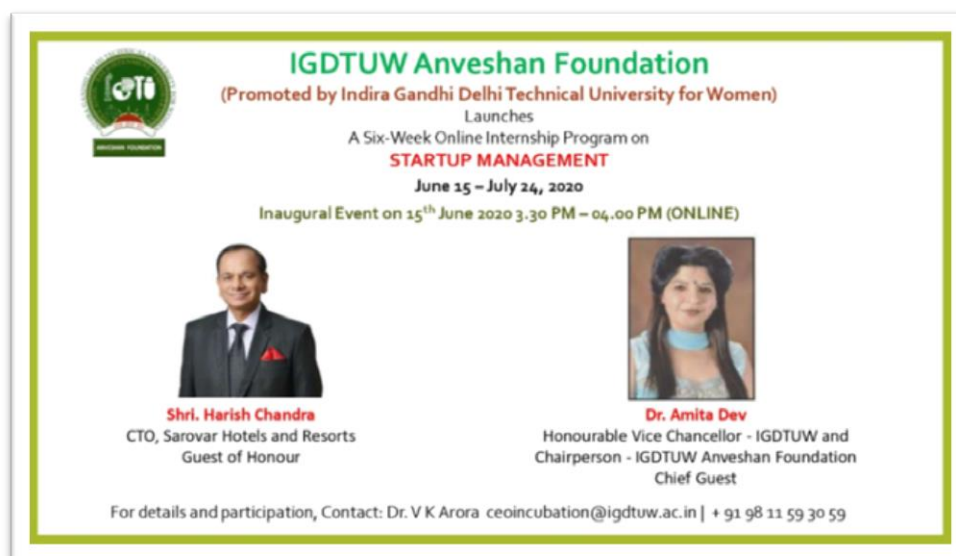 IGDTUW Anveshan Foundation
(Promoted by Indira Gandhi Delhi Technical University for Women)
Launches
A Six-Week Online Internship Program on
STARTUP MANAGEMENT
June 15 – July 24, 2020
Inaugural Event on 15th June 2020 3.30 PM – 04.00 PM (ONLINE)
ANVESHAN FOUNDATION
Shri. Harish Chandra
CTO, Sarovar Hotels and Resorts
Guest of Honour
Dr. Amita Dev
Honourable Vice Chancellor - IGDTUW and
Chairperson - IGDTUW Anveshan Foundation
Chief Guest
For details and participation, Contact: Dr. V K Arora ceoincubation@igdtuw.ac.in | + 91 98 11 59 30 59